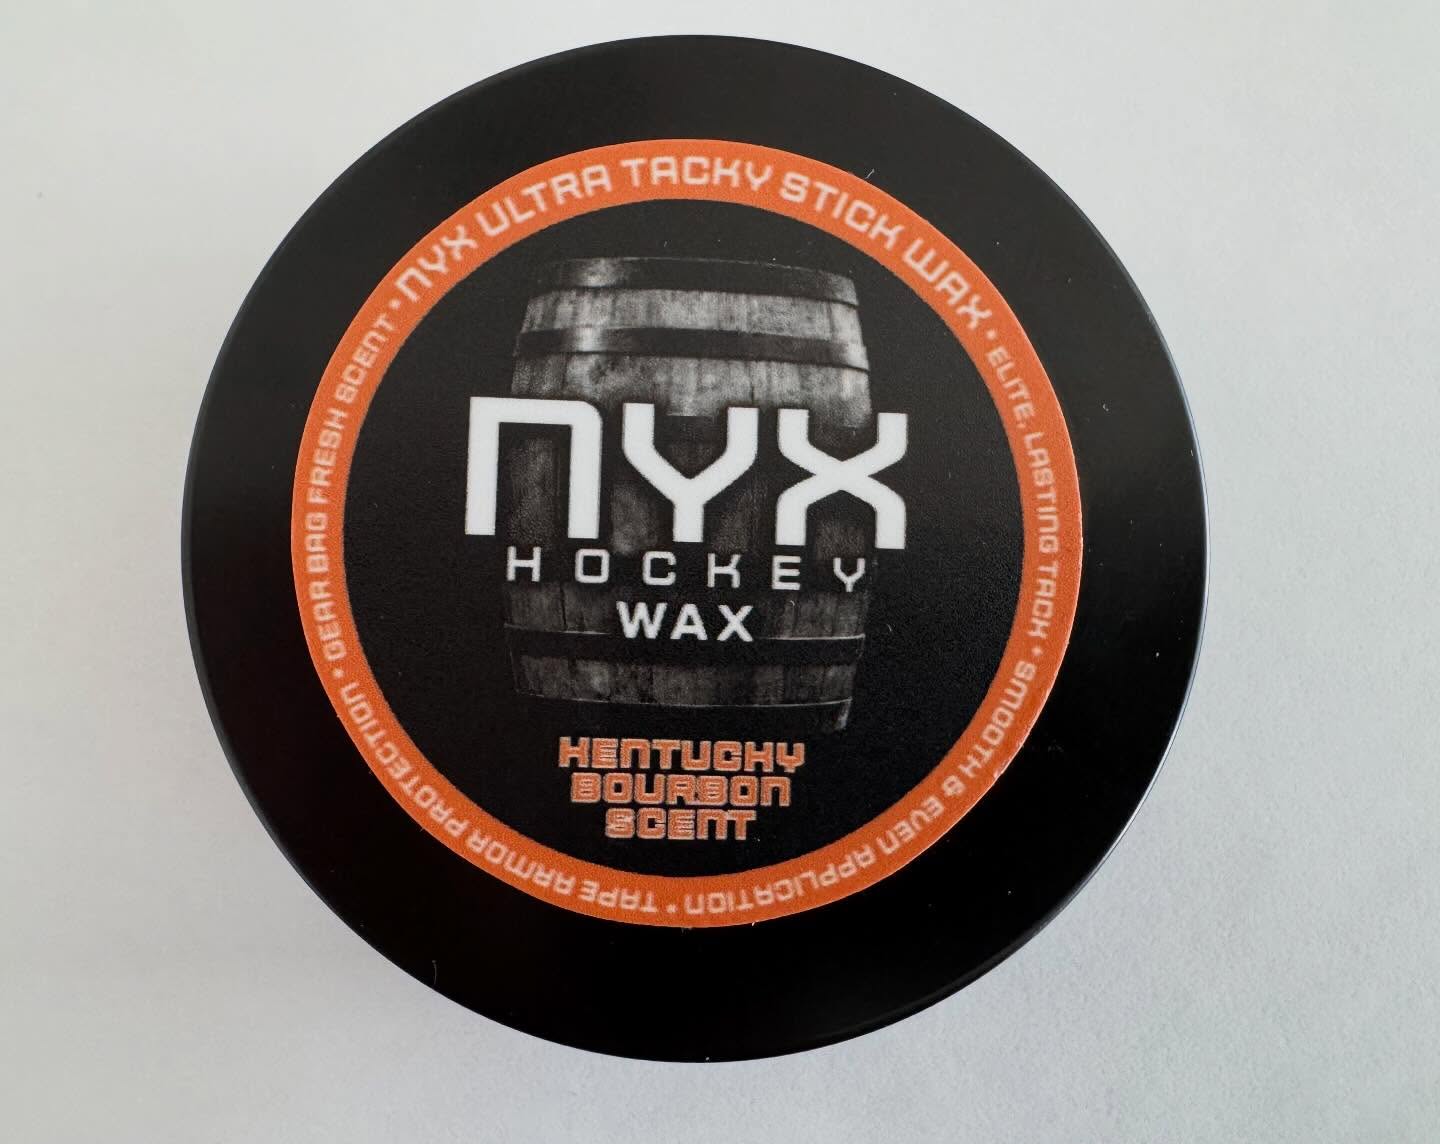 NYX ULTRA TACKY STICK WAX • ELITE, LASTING TACK • SMOOTH & EVEN APPLICATION • TAPE ARMOR PROTECTION • GEAR BAG FRESH SCENT •
NYX
HOCKEY
WAX
KENTUCKY
BOURBON
SCENT